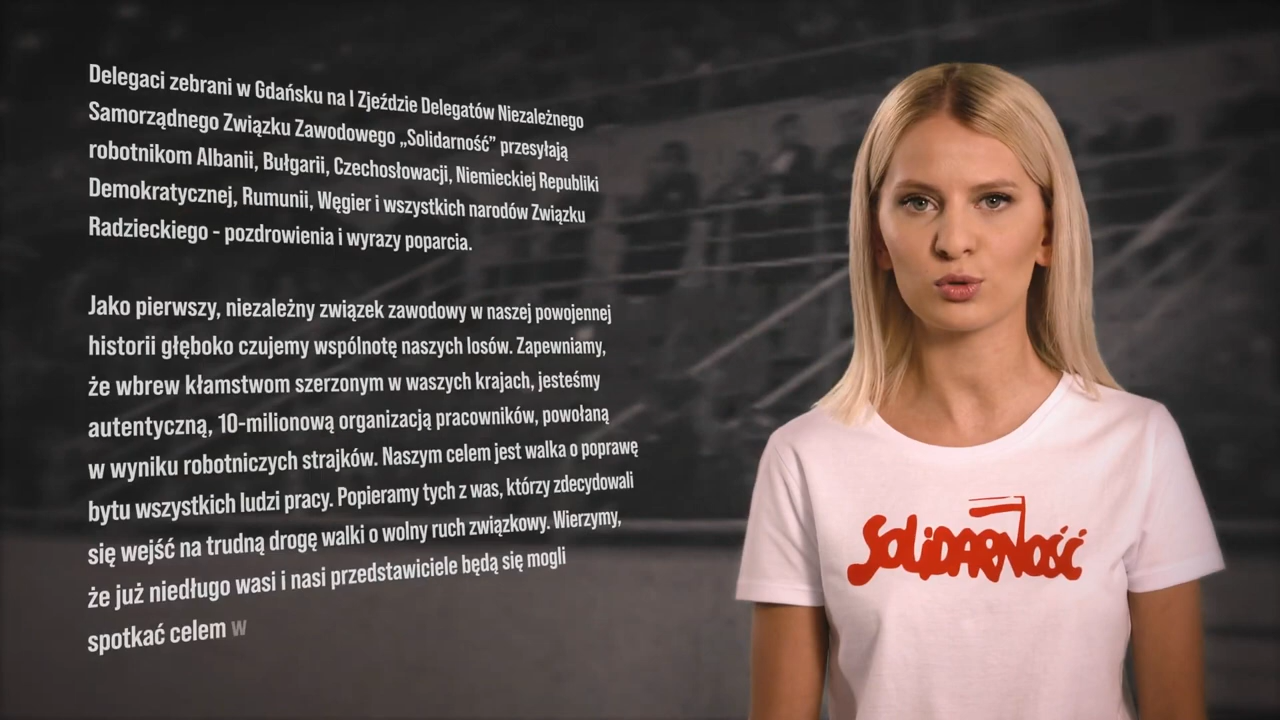 Delegaci zebrani w Gdańsku na I Zjeździe Delegatów Niezależnego
Samorządnego Związku Zawodowego „Solidarność” przesyłają
robotnikom Albanii, Bułgarii, Czechosłowacji, Niemieckiej Republiki
Demokratycznej, Rumunii, Węgier i wszystkich narodów Związku
Radzieckiego - pozdrowienia i wyrazy poparcia.
Jako pierwszy, niezależny związek zawodowy w naszej powojennej
historii głęboko czujemy wspólnotę naszych losów. Zapewniamy,
że wbrew kłamstwom szerzonym w waszych krajach, jesteśmy
autentyczną, 10-milionową organizacją pracowników, powołaną
w wyniku robotniczych strajków. Naszym celem jest walka o poprawę
bytu wszystkich ludzi pracy. Popieramy tych z was, którzy zdecydowali
się wejść na trudną drogę walki o wolny ruch związkowy. Wierzymy,
że już niedługo wasi i nasi przedstawiciele będą się mogli
spotkać celem w
SOLIDARNOŚĆ